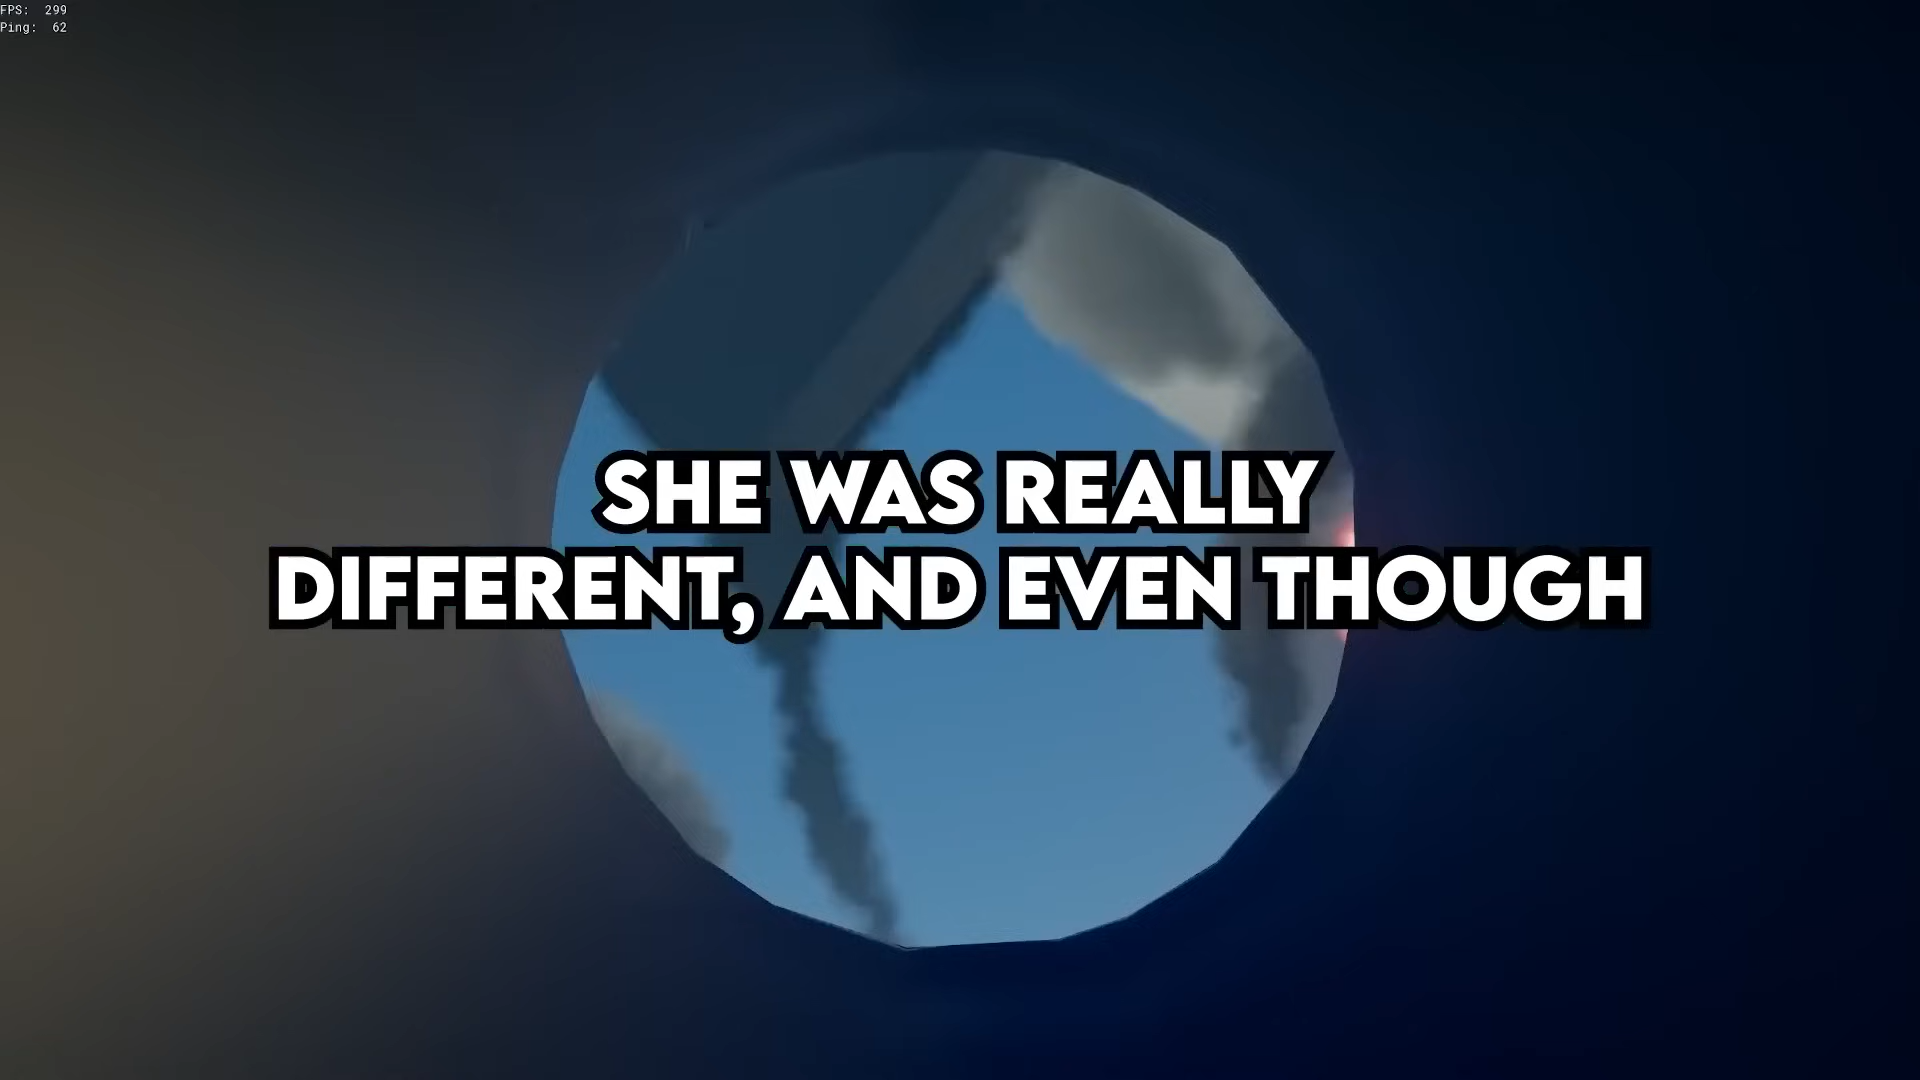 FPS: 299
Ping: 62
SHE WAS REALLY
DIFFERENT, AND EVEN THOUGH